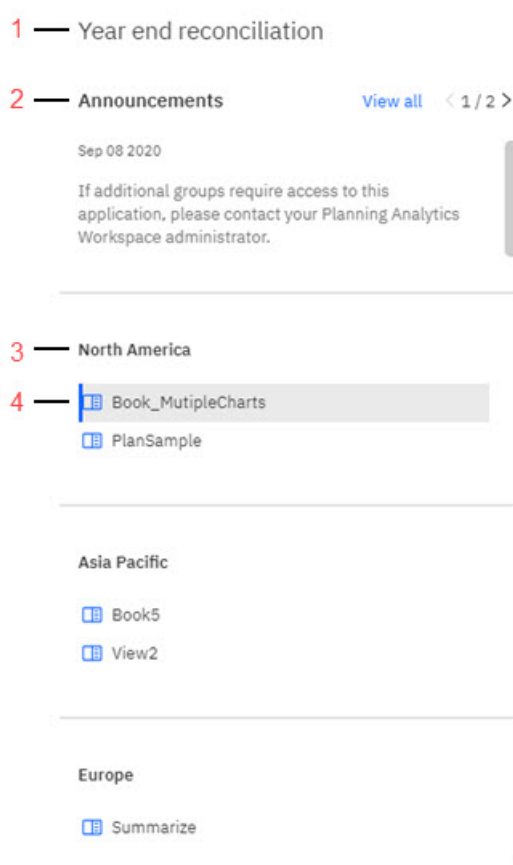 1 Year end reconciliation
2 Announcements View all < 1 / 2 >
Sep 08 2020
If additional groups require access to this
application, please contact your Planning Analytics
Workspace administrator.
3 North America
4 Book_MutipleCharts
PlanSample
Asia Pacific
Book5
View2
Europe
Summarize